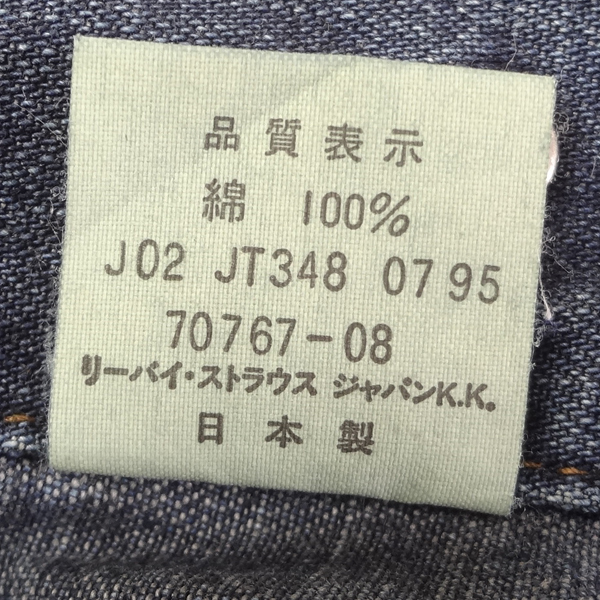 品質表示
綿 100%
J02 JT348 0795
70767-08
リーバイ・ストラウス ジャパンK.K.
日本製